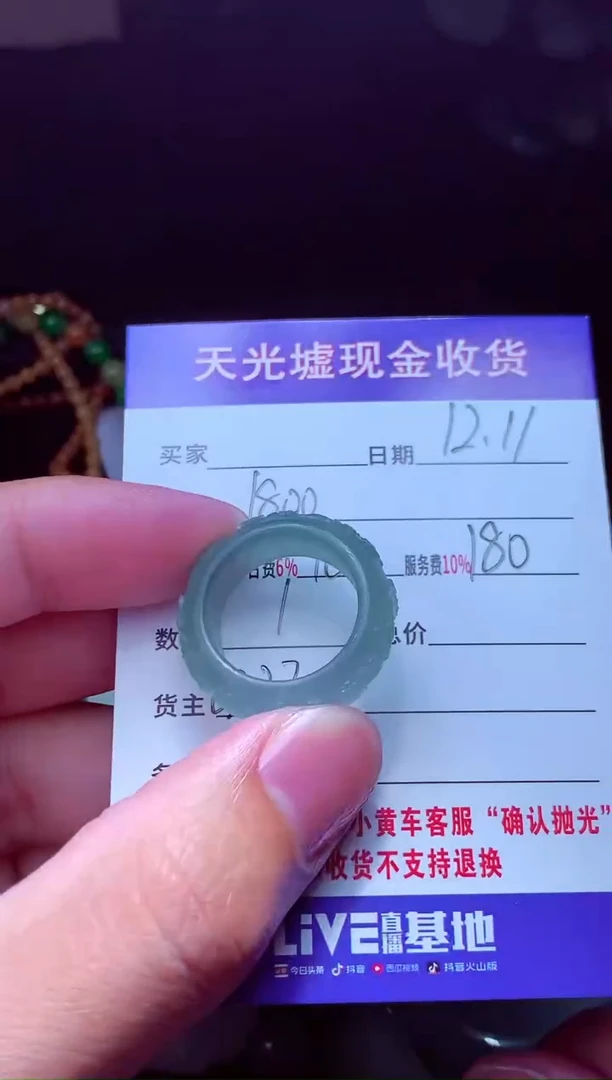 天光墟现金收货
买家 日期 12.11
1800
费6% 服务费10% 180
数 1 价
货主
小黄车客服“确认抛光”
收货不支持退换
LiVE直播基地
今日头条 抖音 西瓜视频 抖音火山版